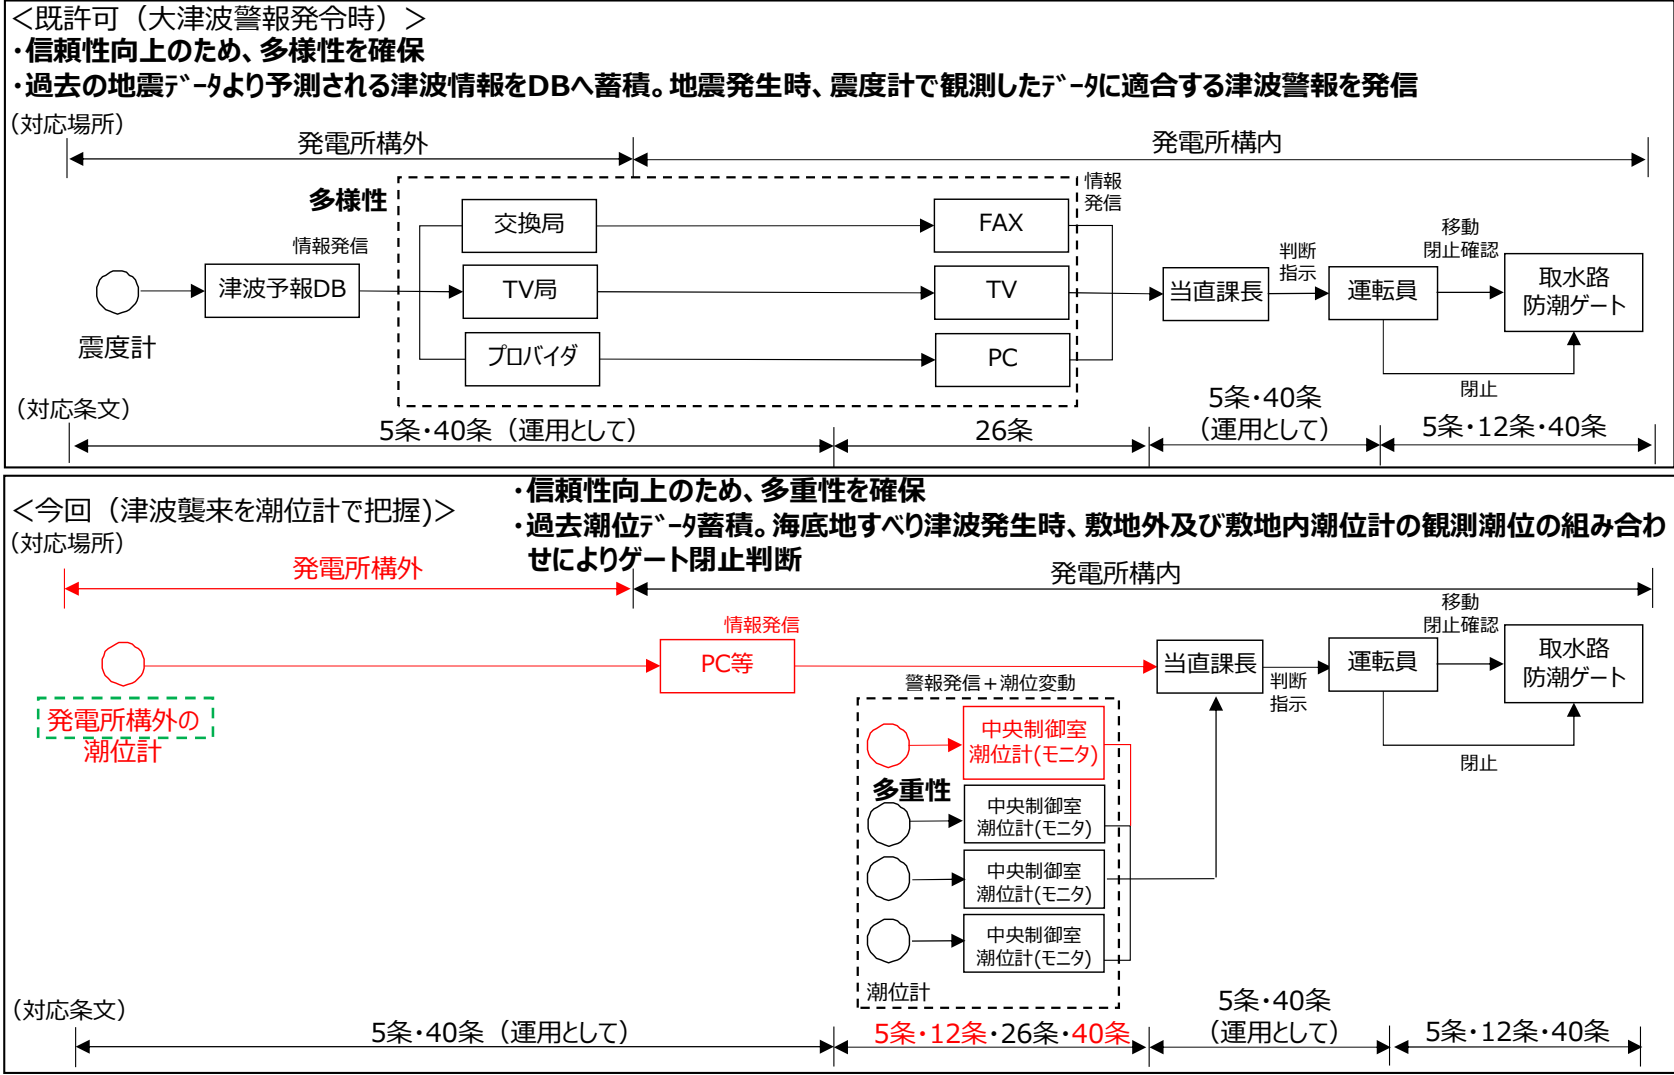 ＜既許可（大津波警報発令時）＞
・信頼性向上のため、多様性を確保
・過去の地震ﾃﾞｰﾀより予測される津波情報をDBへ蓄積。地震発生時、震度計で観測したﾃﾞｰﾀに適合する津波警報を発信
（対応場所）
発電所構外
発電所構内
多様性
情報発信
震度計
津波予報DB
交換局
TV局
プロバイダ
FAX
TV
PC
情報
発信
当直課長
判断
指示
運転員
移動
閉止確認
取水路
防潮ゲート
閉止
（対応条文）
5条・40条（運用として）
26条
5条・40条
（運用として）
5条・12条・40条
＜今回（津波襲来を潮位計で把握)＞
・信頼性向上のため、多重性を確保
・過去潮位ﾃﾞｰﾀ蓄積。海底地すべり津波発生時、敷地外及び敷地内潮位計の観測潮位の組み合わ
せによりゲート閉止判断
（対応場所）
発電所構外
発電所構内
発電所構外の
潮位計
情報発信
PC等
警報発信＋潮位変動
多重性
中央制御室
潮位計(モニタ)
中央制御室
潮位計(モニタ)
中央制御室
潮位計(モニタ)
中央制御室
潮位計(モニタ)
潮位計
当直課長
判断
指示
運転員
移動
閉止確認
取水路
防潮ゲート
閉止
（対応条文）
5条・40条（運用として）
5条・12条・26条・40条
5条・40条
（運用として）
5条・12条・40条